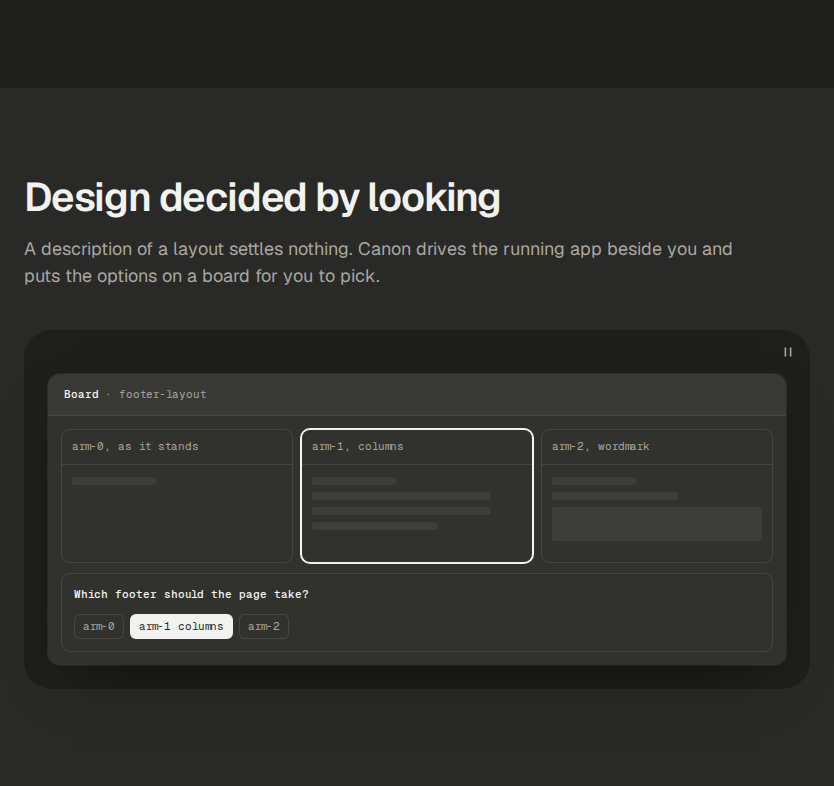 Design decided by looking
A description of a layout settles nothing. Canon drives the running app beside you and
puts the options on a board for you to pick.
Board · footer-layout
arm-0, as it stands
arm-1, columns
arm-2, wordmark
Which footer should the page take?
arm-0
arm-1 columns
arm-2